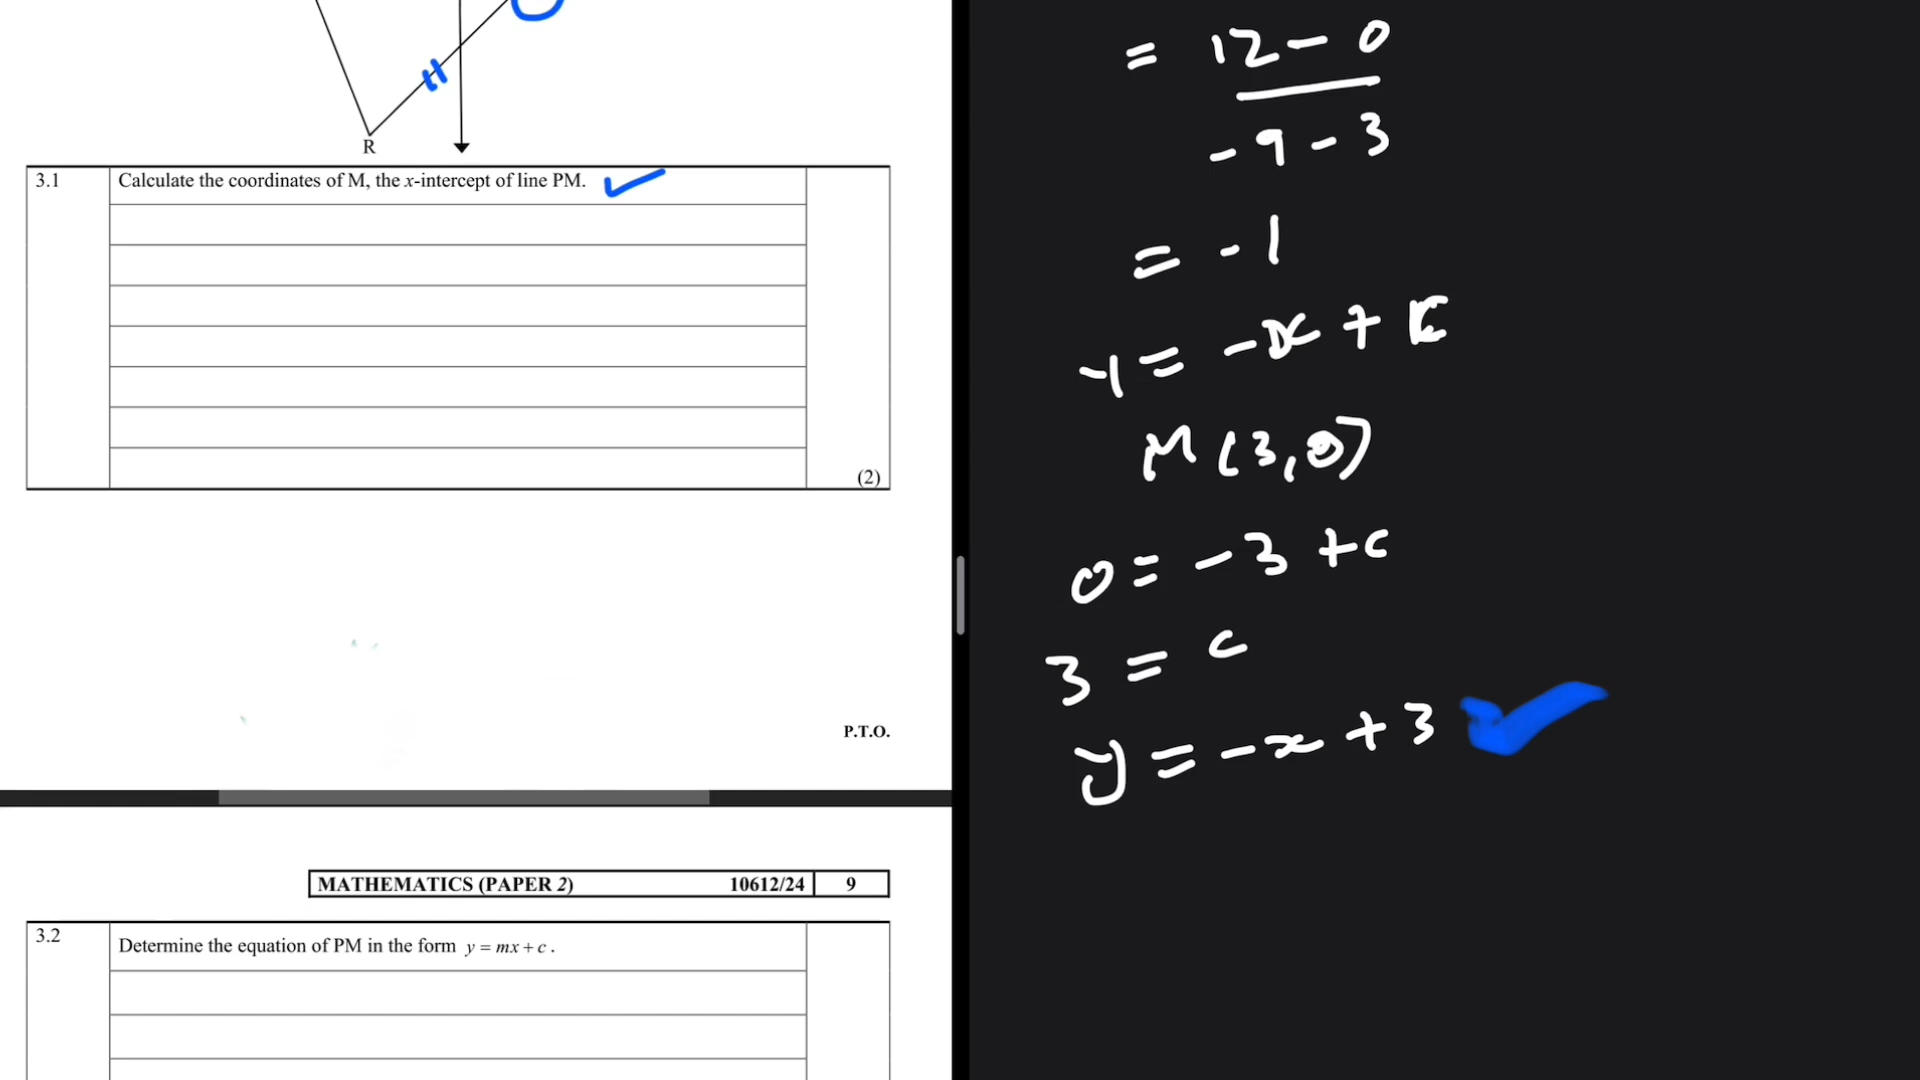 R
3.1 Calculate the coordinates of M, the x-intercept of line PM.
(2)
P.T.O.
MATHEMATICS (PAPER 2) 10612/24 9
3.2 Determine the equation of PM in the form y = mx + c .
= 12 - 0
-9-3
= -1
y = -x + c
M (3,0)
0 = -3 + c
3 = c
y = -x + 3